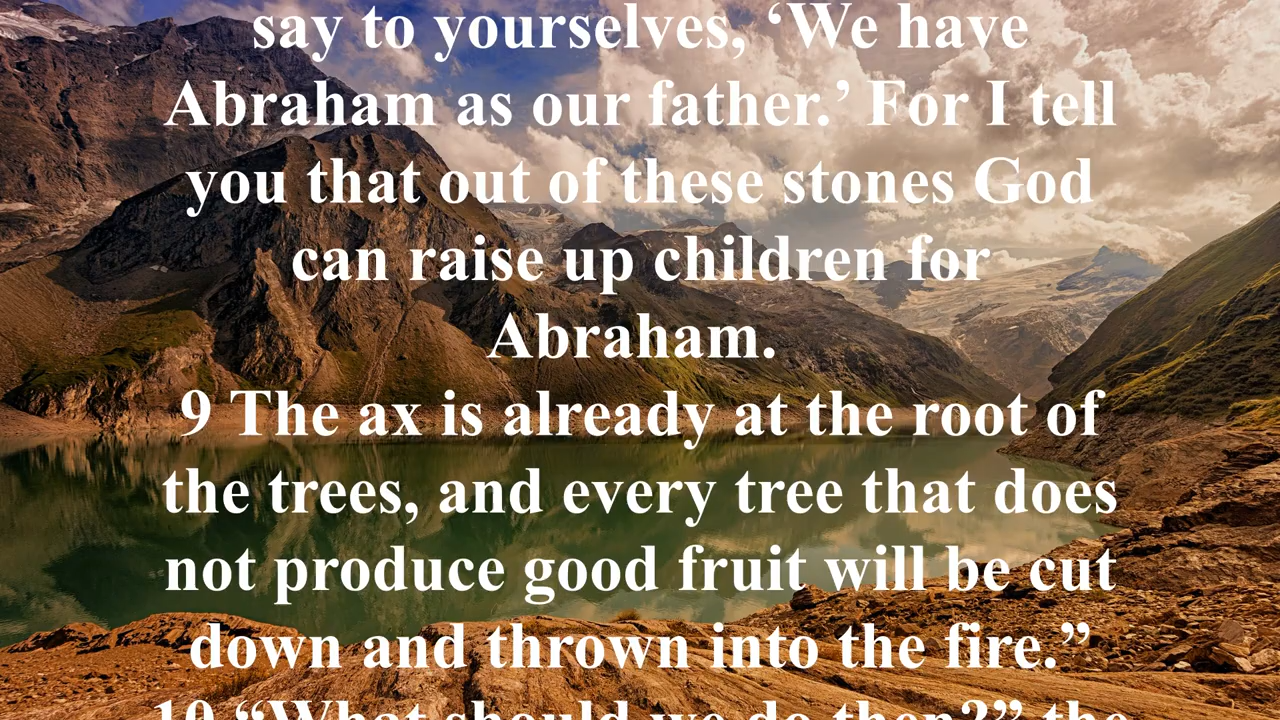 say to yourselves, ‘We have
Abraham as our father.’ For I tell
you that out of these stones God
can raise up children for
Abraham.
9 The ax is already at the root of
the trees, and every tree that does
not produce good fruit will be cut
down and thrown into the fire.”
10 “What should we do then?” the